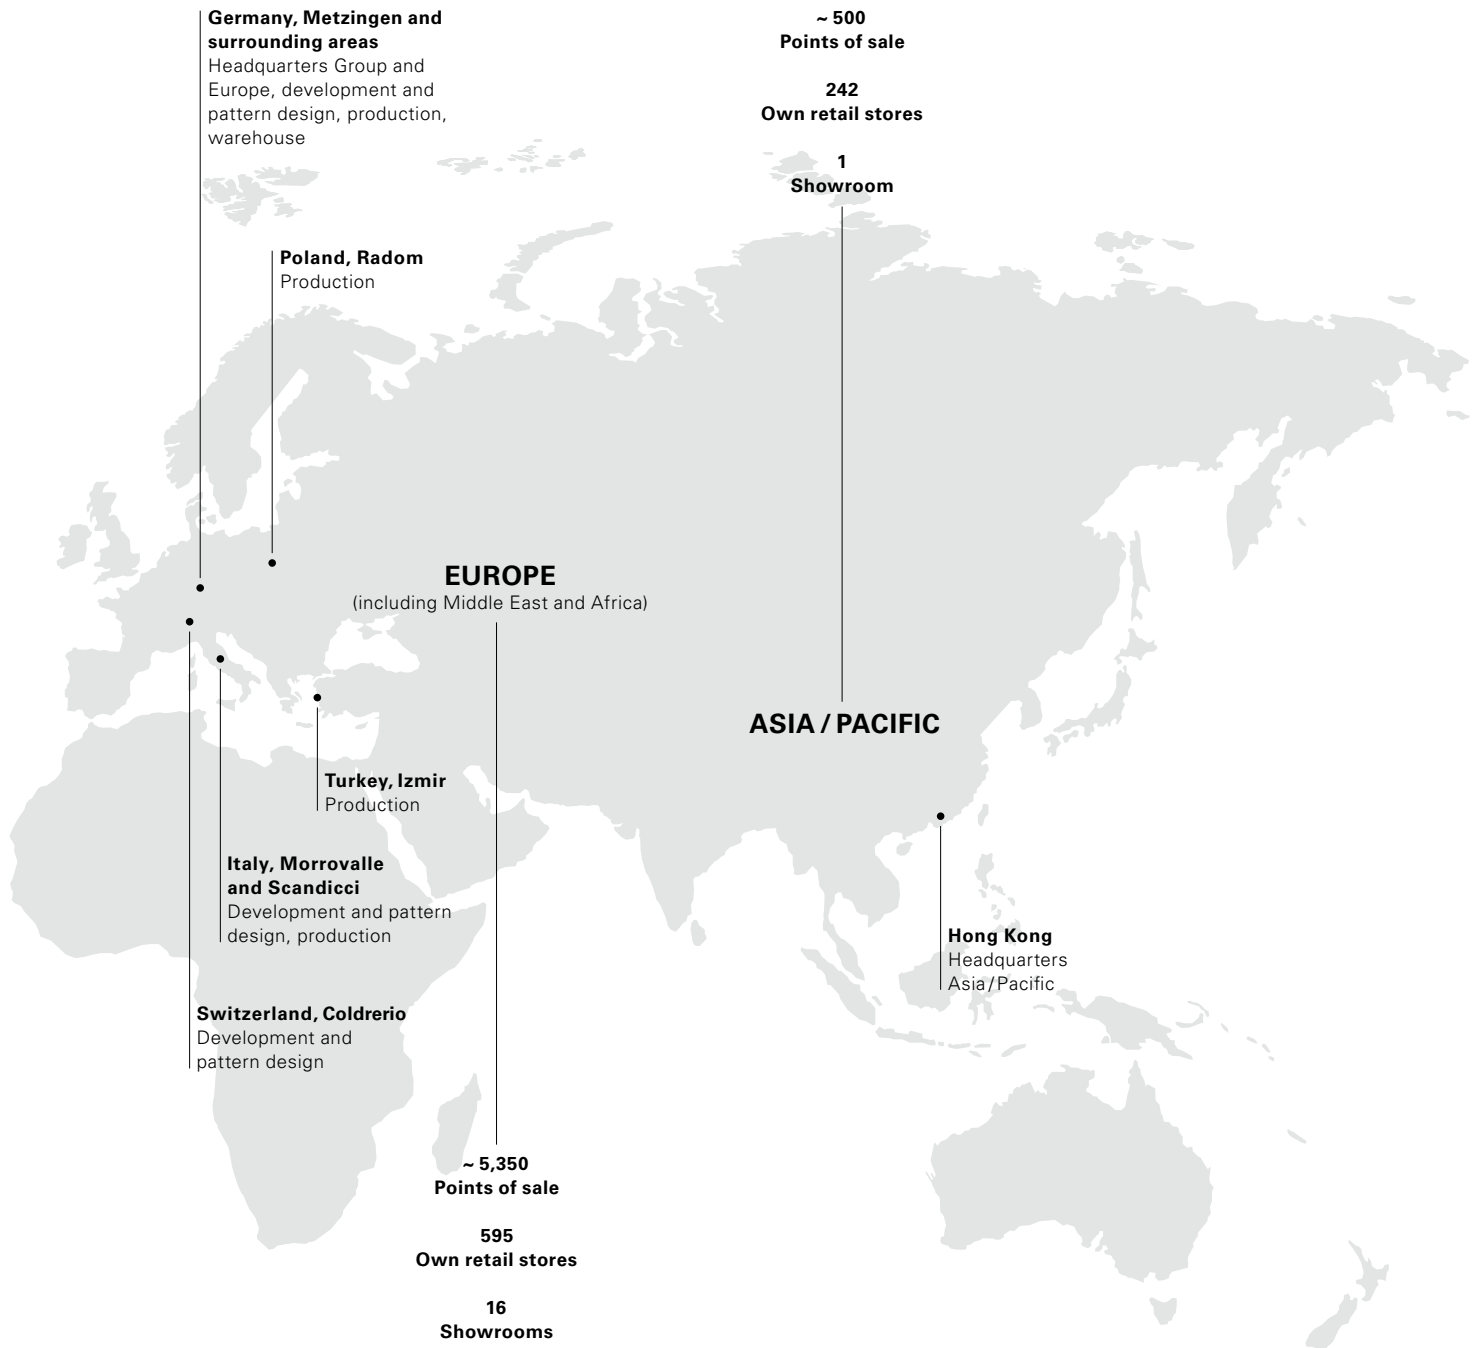 Germany, Metzingen and
surrounding areas
Headquarters Group and
Europe, development and
pattern design, production,
warehouse
~ 500
Points of sale
242
Own retail stores
1
Showroom
Poland, Radom
Production
EUROPE
(including Middle East and Africa)
ASIA / PACIFIC
Turkey, Izmir
Production
Italy, Morrovalle
and Scandicci
Development and pattern
design, production
Hong Kong
Headquarters
Asia / Pacific
Switzerland, Coldrerio
Development and
pattern design
~ 5,350
Points of sale
595
Own retail stores
16
Showrooms